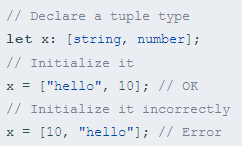 // Declare a tuple type
let x: [string, number];
// Initialize it
x = ["hello", 10]; // OK
// Initialize it incorrectly
x = [10, "hello"]; // Error